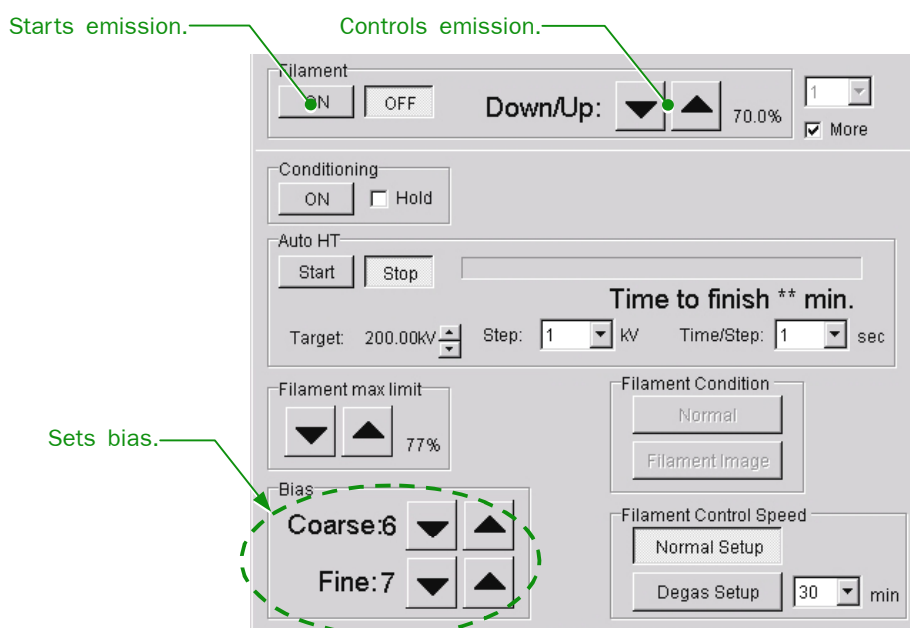 Starts emission.
Controls emission.
Filament
ON OFF Down/Up: 70.0% 1
More
Conditioning
ON Hold
Auto HT
Start Stop
Time to finish ** min.
Target: 200.00kV Step: 1 kV Time/Step: 1 sec
Filament max limit
77%
Filament Condition
Normal
Filament Image
Sets bias.
Bias
Coarse:6
Fine:7
Filament Control Speed
Normal Setup
Degas Setup 30 min